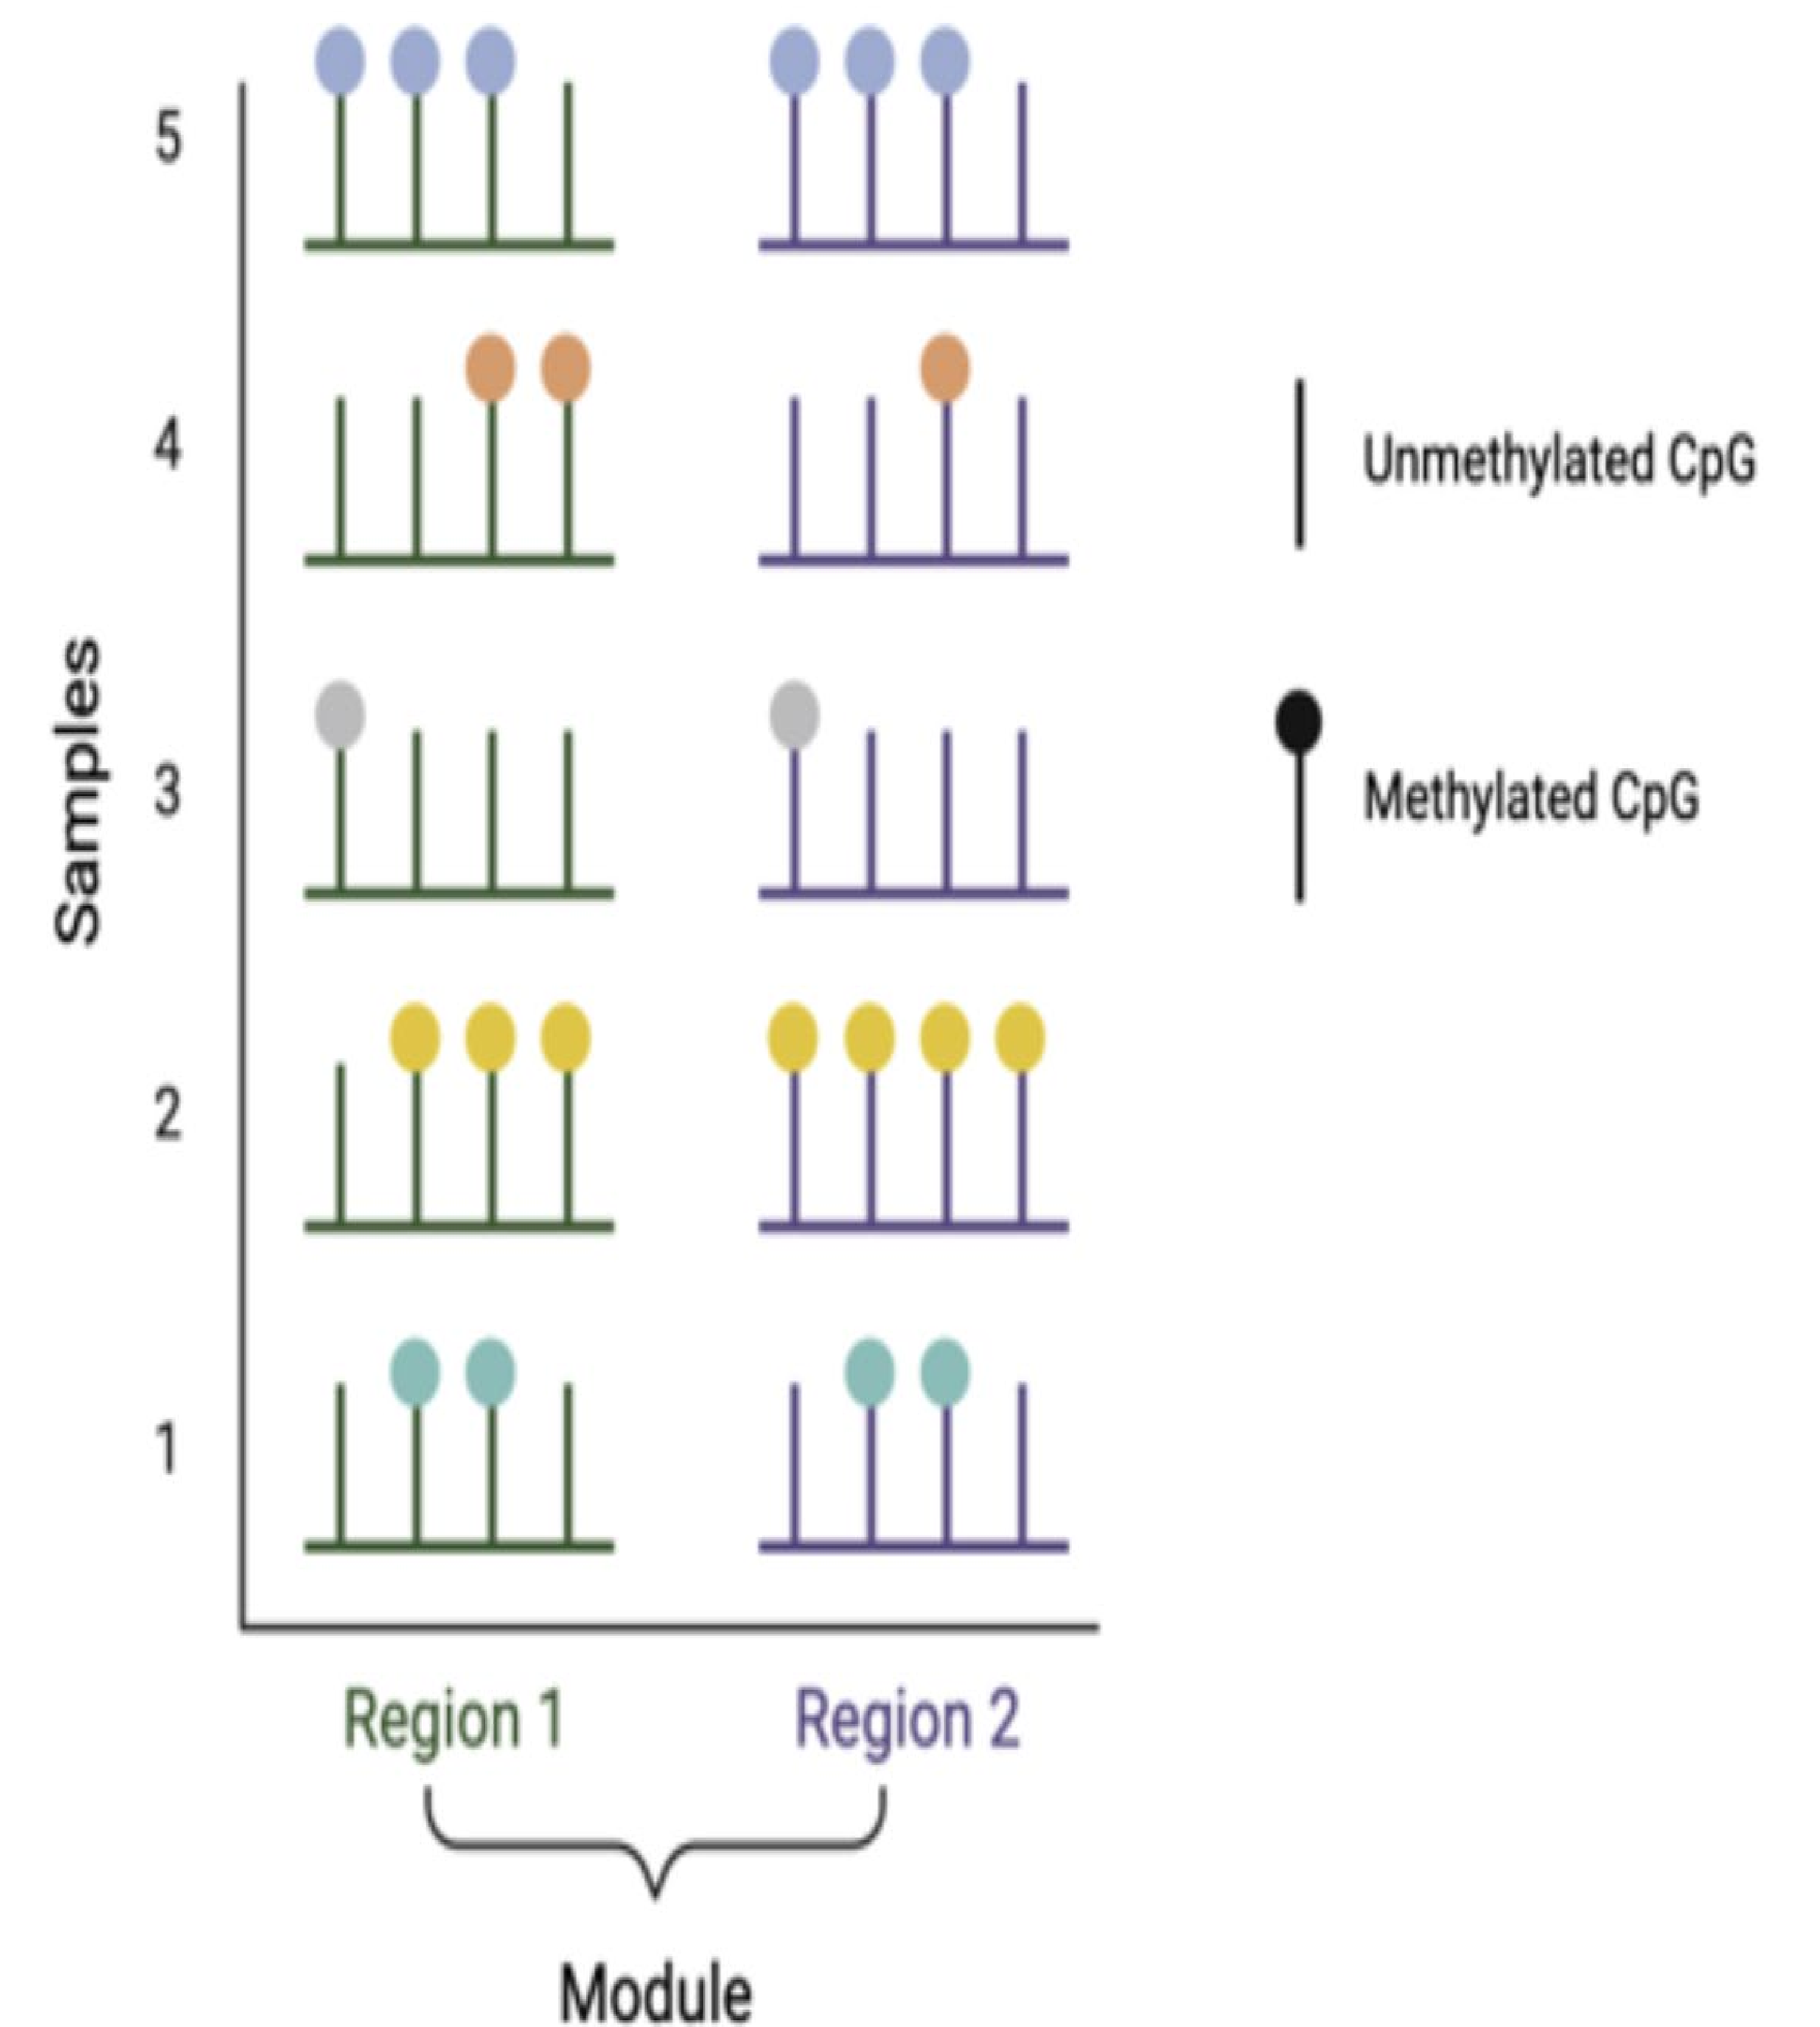 5
4
3
2
1
Samples
Unmethylated CpG
Methylated CpG
Region 1
Region 2
Module